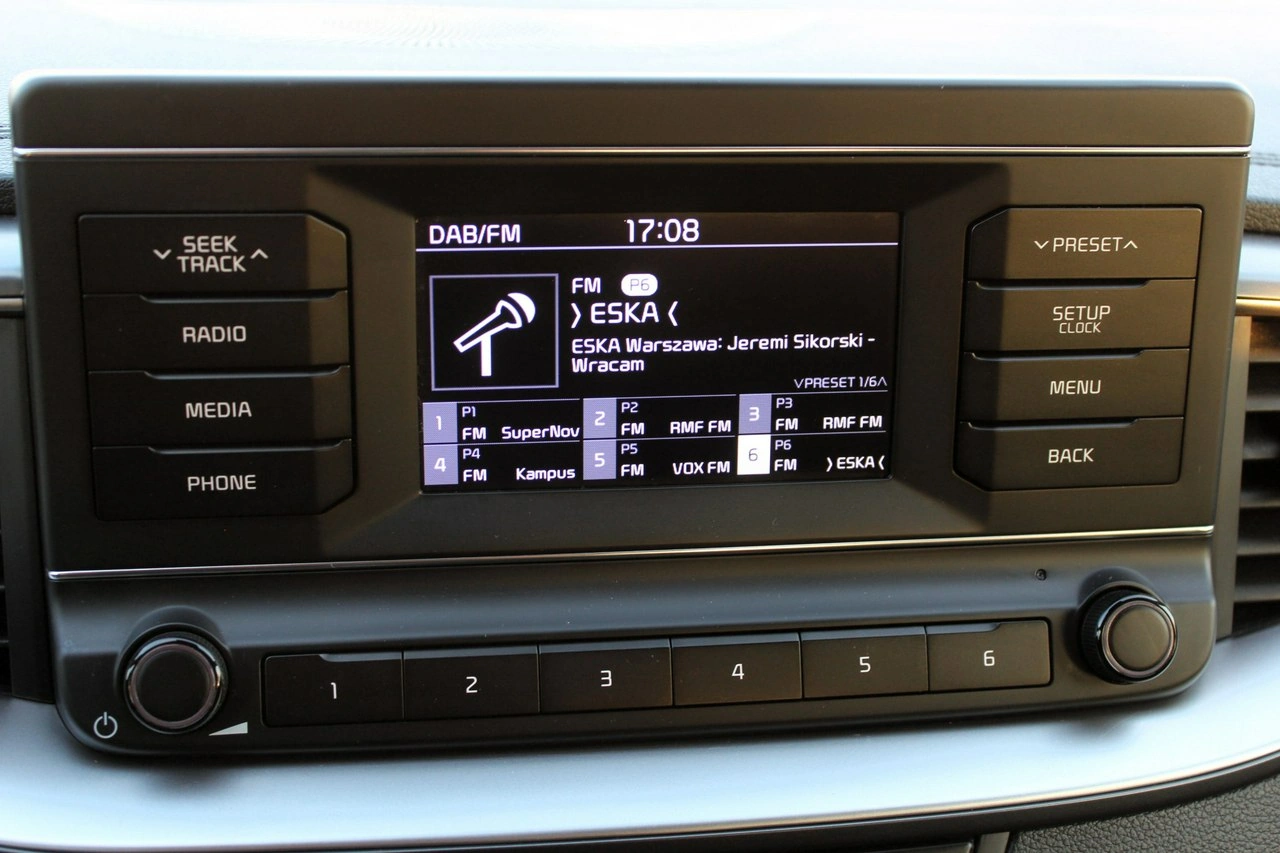 DAB/FM 17:08
FM P6
⟩ ESKA ⟨
ESKA Warszawa: Jeremi Sikorski -
Wracam
∨PRESET 1/6∧
1 P1 FM SuperNov
2 P2 FM RMF FM
3 P3 FM RMF FM
4 P4 FM Kampus
5 P5 FM VOX FM
6 P6 FM ⟩ESKA⟨
SEEK
TRACK
RADIO
MEDIA
PHONE
PRESET
SETUP
CLOCK
MENU
BACK
1 2 3 4 5 6